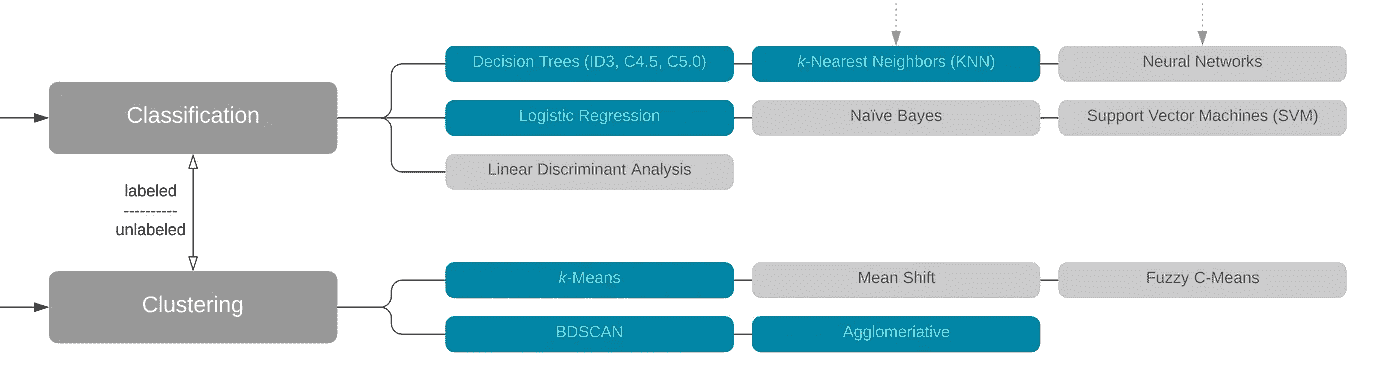 Decision Trees (ID3, C4.5, C5.0)
k-Nearest Neighbors (KNN)
Neural Networks
Classification
Logistic Regression
Naïve Bayes
Support Vector Machines (SVM)
Linear Discriminant Analysis
labeled
----------
unlabeled
k-Means
Mean Shift
Fuzzy C-Means
Clustering
BDSCAN
Agglomeriative